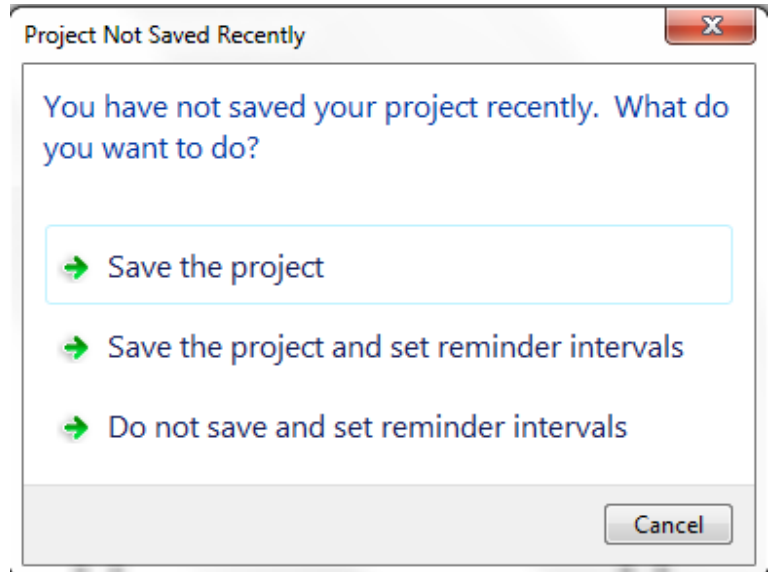 Project Not Saved Recently
You have not saved your project recently.  What do
you want to do?
Save the project
Save the project and set reminder intervals
Do not save and set reminder intervals
Cancel